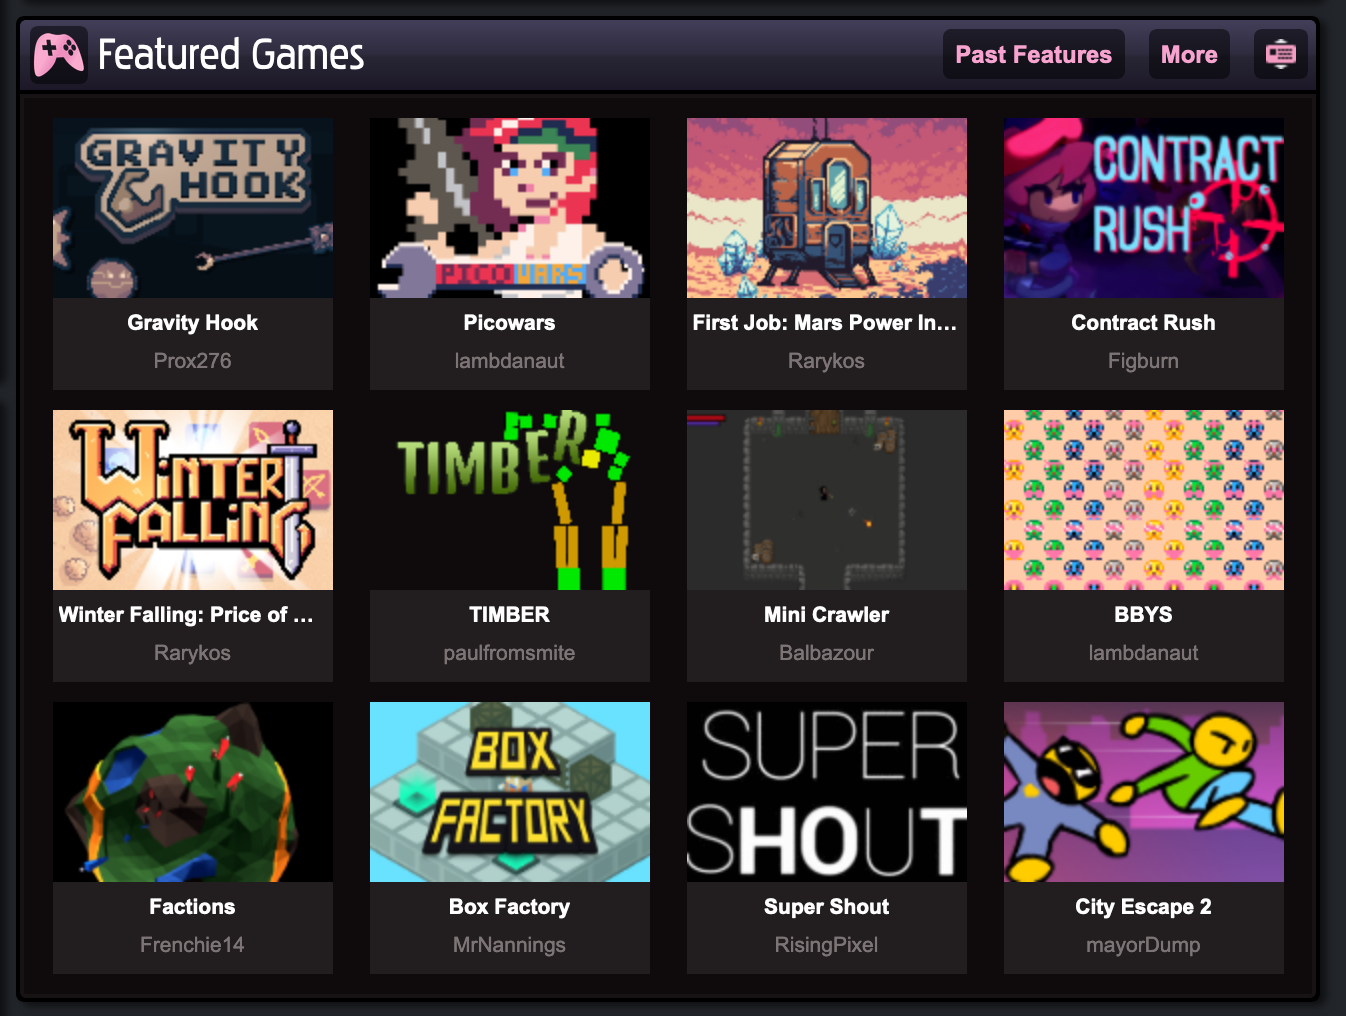 Featured Games
Past Features
More
GRAVITY
HOOK
PICOWARS
CONTRACT
RUSH
Gravity Hook
Picowars
First Job: Mars Power In...
Contract Rush
Prox276
lambdanaut
Rarykos
Figburn
WINTER
FALLING
TIMBER
Winter Falling: Price of ...
TIMBER
Mini Crawler
BBYS
Rarykos
paulfromsmite
Balbazour
lambdanaut
BOX
FACTORY
SUPER
SHOUT
Factions
Box Factory
Super Shout
City Escape 2
Frenchie14
MrNannings
RisingPixel
mayorDump